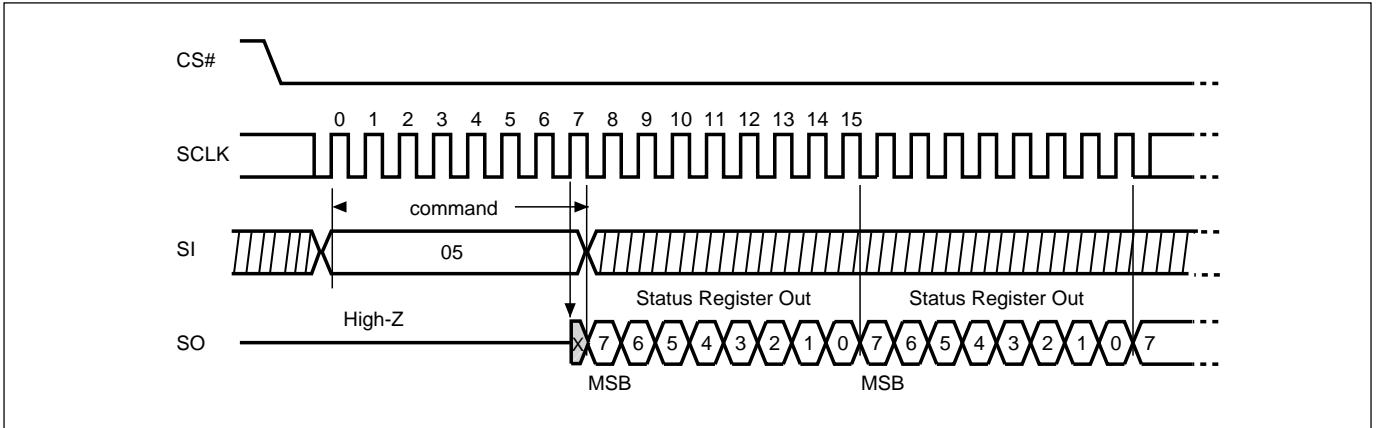 CS#
0 1 2 3 4 5 6 7 8 9 10 11 12 13 14 15
SCLK
command
SI
05
Status Register Out Status Register Out
High-Z
SO
X 7 6 5 4 3 2 1 0 7 6 5 4 3 2 1 0 7
MSB MSB